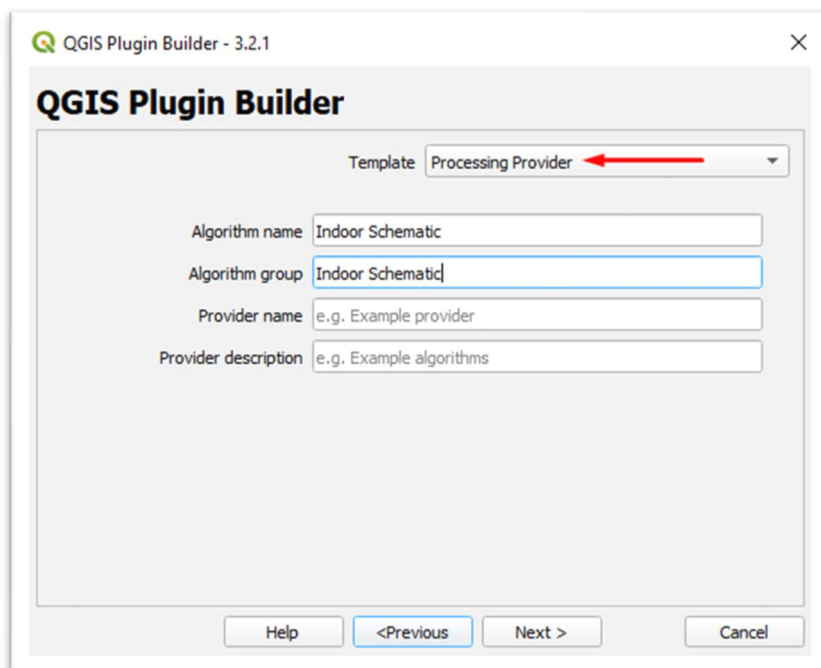 QGIS Plugin Builder - 3.2.1
QGIS Plugin Builder
Template Processing Provider
Algorithm name Indoor Schematic
Algorithm group Indoor Schematic
Provider name e.g. Example provider
Provider description e.g. Example algorithms
Help <Previous Next > Cancel